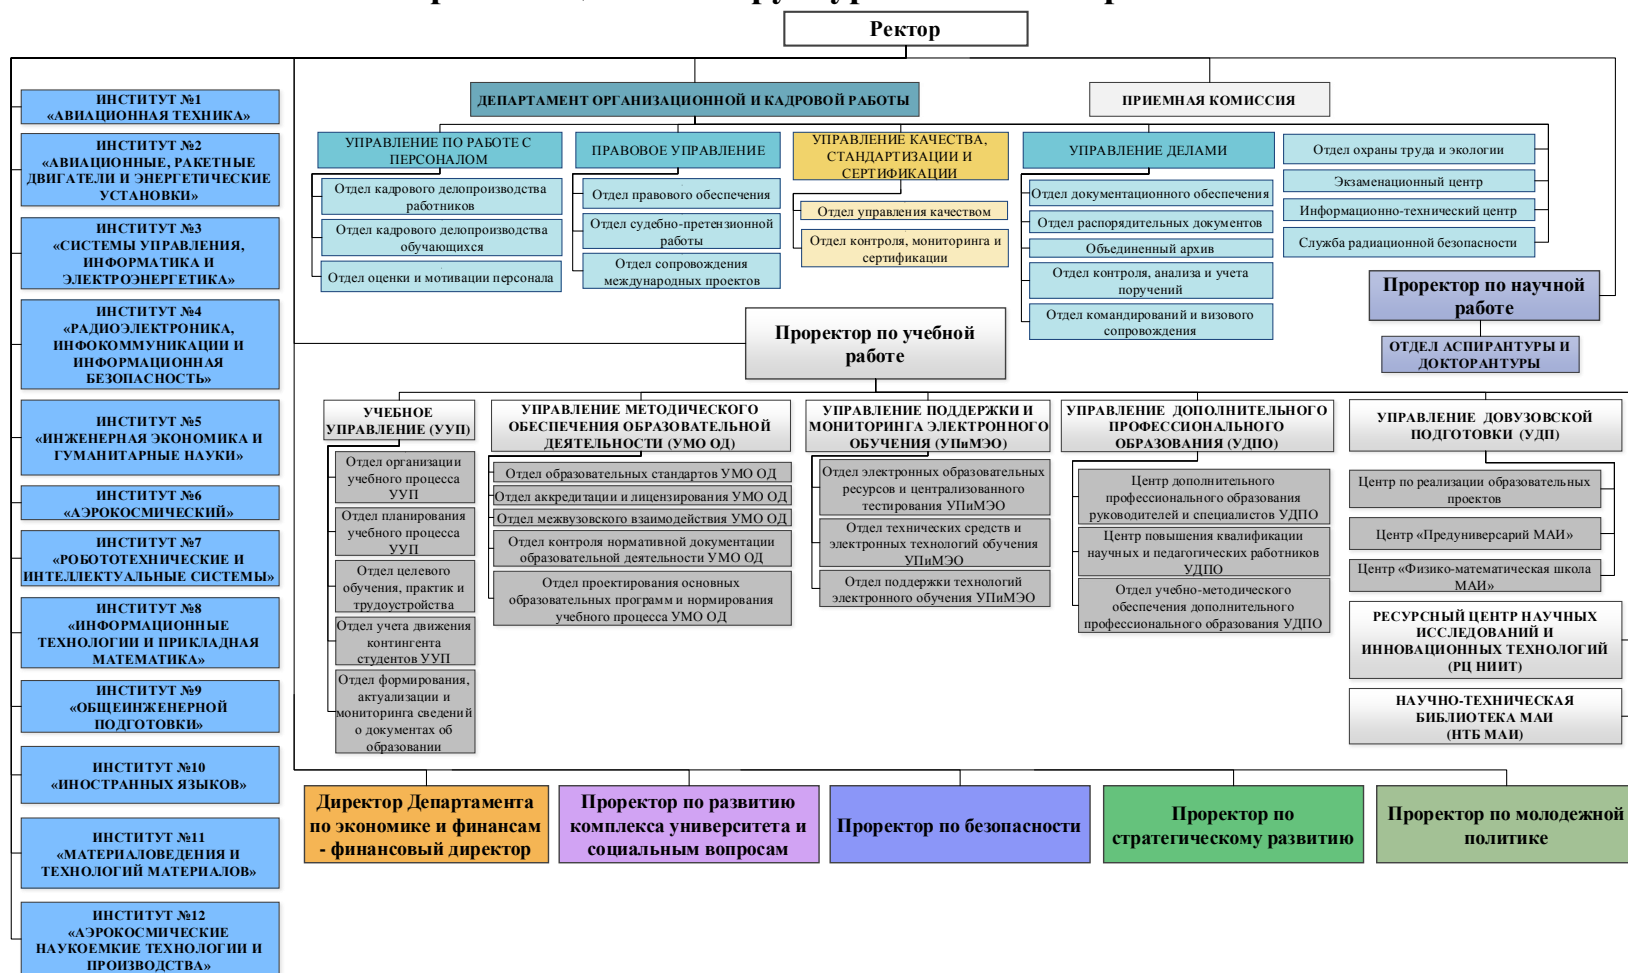 Ректор
ДЕПАРТАМЕНТ ОРГАНИЗАЦИОННОЙ И КАДРОВОЙ РАБОТЫ
ПРИЕМНАЯ КОМИССИЯ
ИНСТИТУТ №1
«АВИАЦИОННАЯ ТЕХНИКА»
ИНСТИТУТ №2
«АВИАЦИОННЫЕ, РАКЕТНЫЕ
ДВИГАТЕЛИ И ЭНЕРГЕТИЧЕСКИЕ
УСТАНОВКИ»
ИНСТИТУТ №3
«СИСТЕМЫ УПРАВЛЕНИЯ,
ИНФОРМАТИКА И
ЭЛЕКТРОЭНЕРГЕТИКА»
ИНСТИТУТ №4
«РАДИОЭЛЕКТРОНИКА,
ИНФОКОММУНИКАЦИИ И
ИНФОРМАЦИОННАЯ
БЕЗОПАСНОСТЬ»
ИНСТИТУТ №5
«ИНЖЕНЕРНАЯ ЭКОНОМИКА И
ГУМАНИТАРНЫЕ НАУКИ»
ИНСТИТУТ №6
«АЭРОКОСМИЧЕСКИЙ»
ИНСТИТУТ №7
«РОБОТОТЕХНИЧЕСКИЕ И
ИНТЕЛЛЕКТУАЛЬНЫЕ СИСТЕМЫ»
ИНСТИТУТ №8
«ИНФОРМАЦИОННЫЕ
ТЕХНОЛОГИИ И ПРИКЛАДНАЯ
МАТЕМАТИКА»
ИНСТИТУТ №9
«ОБЩЕИНЖЕНЕРНОЙ
ПОДГОТОВКИ»
ИНСТИТУТ №10
«ИНОСТРАННЫХ ЯЗЫКОВ»
ИНСТИТУТ №11
«МАТЕРИАЛОВЕДЕНИЯ И
ТЕХНОЛОГИЙ МАТЕРИАЛОВ»
ИНСТИТУТ №12
«АЭРОКОСМИЧЕСКИЕ
НАУКОЕМКИЕ ТЕХНОЛОГИИ И
ПРОИЗВОДСТВА»
УПРАВЛЕНИЕ ПО РАБОТЕ С
ПЕРСОНАЛОМ
Отдел кадрового делопроизводства
работников
Отдел кадрового делопроизводства
обучающихся
Отдел оценки и мотивации персонала
ПРАВОВОЕ УПРАВЛЕНИЕ
Отдел правового обеспечения
Отдел судебно-претензионной
работы
Отдел сопровождения
международных проектов
УПРАВЛЕНИЕ КАЧЕСТВА,
СТАНДАРТИЗАЦИИ И
СЕРТИФИКАЦИИ
Отдел управления качеством
Отдел контроля, мониторинга и
сертификации
УПРАВЛЕНИЕ ДЕЛАМИ
Отдел документационного обеспечения
Отдел распорядительных документов
Объединенный архив
Отдел контроля, анализа и учета
поручений
Отдел командирований и визового
сопровождения
Отдел охраны труда и экологии
Экзаменационный центр
Информационно-технический центр
Служба радиационной безопасности
Проректор по научной
работе
ОТДЕЛ АСПИРАНТУРЫ И
ДОКТОРАНТУРЫ
Проректор по учебной
работе
УЧЕБНОЕ
УПРАВЛЕНИЕ (УУП)
Отдел организации
учебного процесса
УУП
Отдел планирования
учебного процесса
УУП
Отдел целевого
обучения, практик и
трудоустройства
Отдел учета движения
контингента
студентов УУП
Отдел формирования,
актуализации и
мониторинга сведений
о документах об
образовании
УПРАВЛЕНИЕ МЕТОДИЧЕСКОГО
ОБЕСПЕЧЕНИЯ ОБРАЗОВАТЕЛЬНОЙ
ДЕЯТЕЛЬНОСТИ (УМО ОД)
Отдел образовательных стандартов УМО ОД
Отдел аккредитации и лицензирования УМО ОД
Отдел межвузовского взаимодействия УМО ОД
Отдел контроля нормативной документации
образовательной деятельности УМО ОД
Отдел проектирования основных
образовательных программ и нормирования
учебного процесса УМО ОД
УПРАВЛЕНИЕ ПОДДЕРЖКИ И
МОНИТОРИНГА ЭЛЕКТРОННОГО
ОБУЧЕНИЯ (УПиМЭО)
Отдел электронных образовательных
ресурсов и централизованного
тестирования УПиМЭО
Отдел технических средств и
электронных технологий обучения
УПиМЭО
Отдел поддержки технологий
электронного обучения УПиМЭО
УПРАВЛЕНИЕ ДОПОЛНИТЕЛЬНОГО
ПРОФЕССИОНАЛЬНОГО
ОБРАЗОВАНИЯ (УДПО)
Центр дополнительного
профессионального образования
руководителей и специалистов УДПО
Центр повышения квалификации
научных и педагогических работников
УДПО
Отдел учебно-методического
обеспечения дополнительного
профессионального образования УДПО
УПРАВЛЕНИЕ ДОВУЗОВСКОЙ
ПОДГОТОВКИ (УДП)
Центр по реализации образовательных
проектов
Центр «Предуниверсарий МАИ»
Центр «Физико-математическая школа
МАИ»
РЕСУРСНЫЙ ЦЕНТР НАУЧНЫХ
ИССЛЕДОВАНИЙ И
ИННОВАЦИОННЫХ ТЕХНОЛОГИЙ
(РЦ НИИТ)
НАУЧНО-ТЕХНИЧЕСКАЯ
БИБЛИОТЕКА МАИ
(НТБ МАИ)
Директор Департамента
по экономике и финансам
- финансовый директор
Проректор по развитию
комплекса университета и
социальным вопросам
Проректор по безопасности
Проректор по
стратегическому развитию
Проректор по молодежной
политике